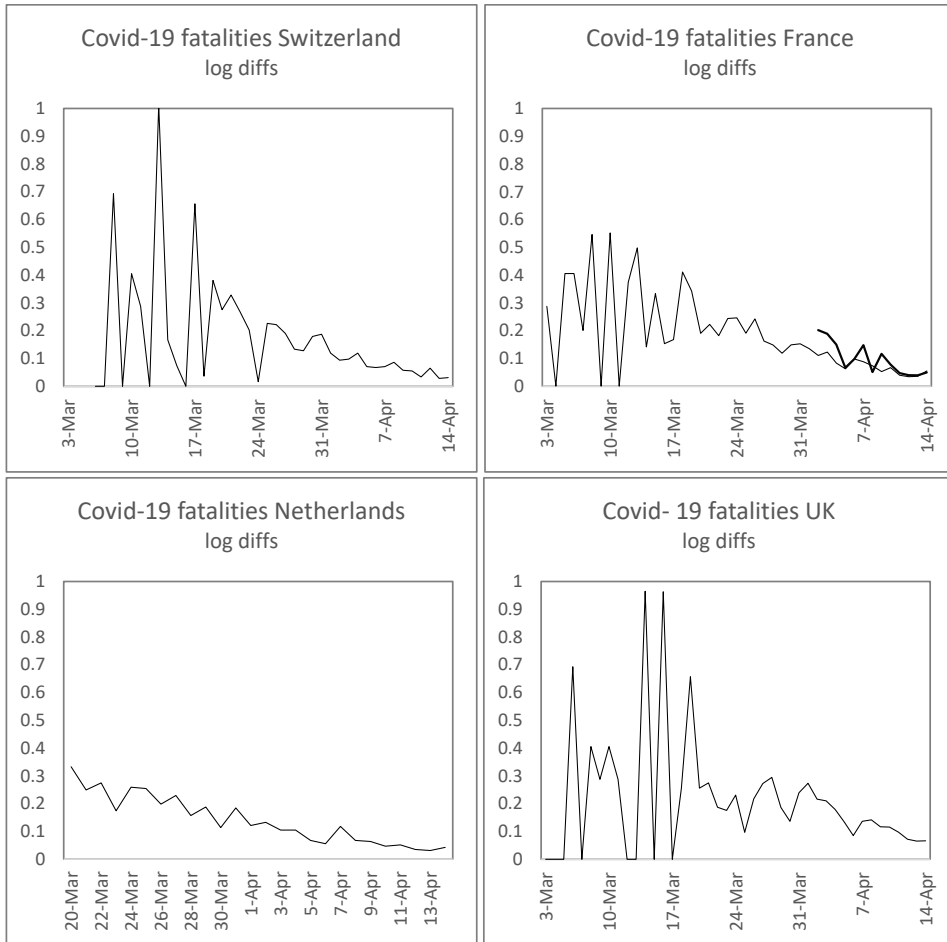 Covid-19 fatalities Switzerland
log diffs
1
0.9
0.8
0.7
0.6
0.5
0.4
0.3
0.2
0.1
0
3-Mar
10-Mar
17-Mar
24-Mar
31-Mar
7-Apr
14-Apr
Covid-19 fatalities France
log diffs
1
0.9
0.8
0.7
0.6
0.5
0.4
0.3
0.2
0.1
0
3-Mar
10-Mar
17-Mar
24-Mar
31-Mar
7-Apr
14-Apr
Covid-19 fatalities Netherlands
log diffs
1
0.9
0.8
0.7
0.6
0.5
0.4
0.3
0.2
0.1
0
20-Mar
22-Mar
24-Mar
26-Mar
28-Mar
30-Mar
1-Apr
3-Apr
5-Apr
7-Apr
9-Apr
11-Apr
13-Apr
Covid- 19 fatalities UK
log diffs
1
0.9
0.8
0.7
0.6
0.5
0.4
0.3
0.2
0.1
0
3-Mar
10-Mar
17-Mar
24-Mar
31-Mar
7-Apr
14-Apr